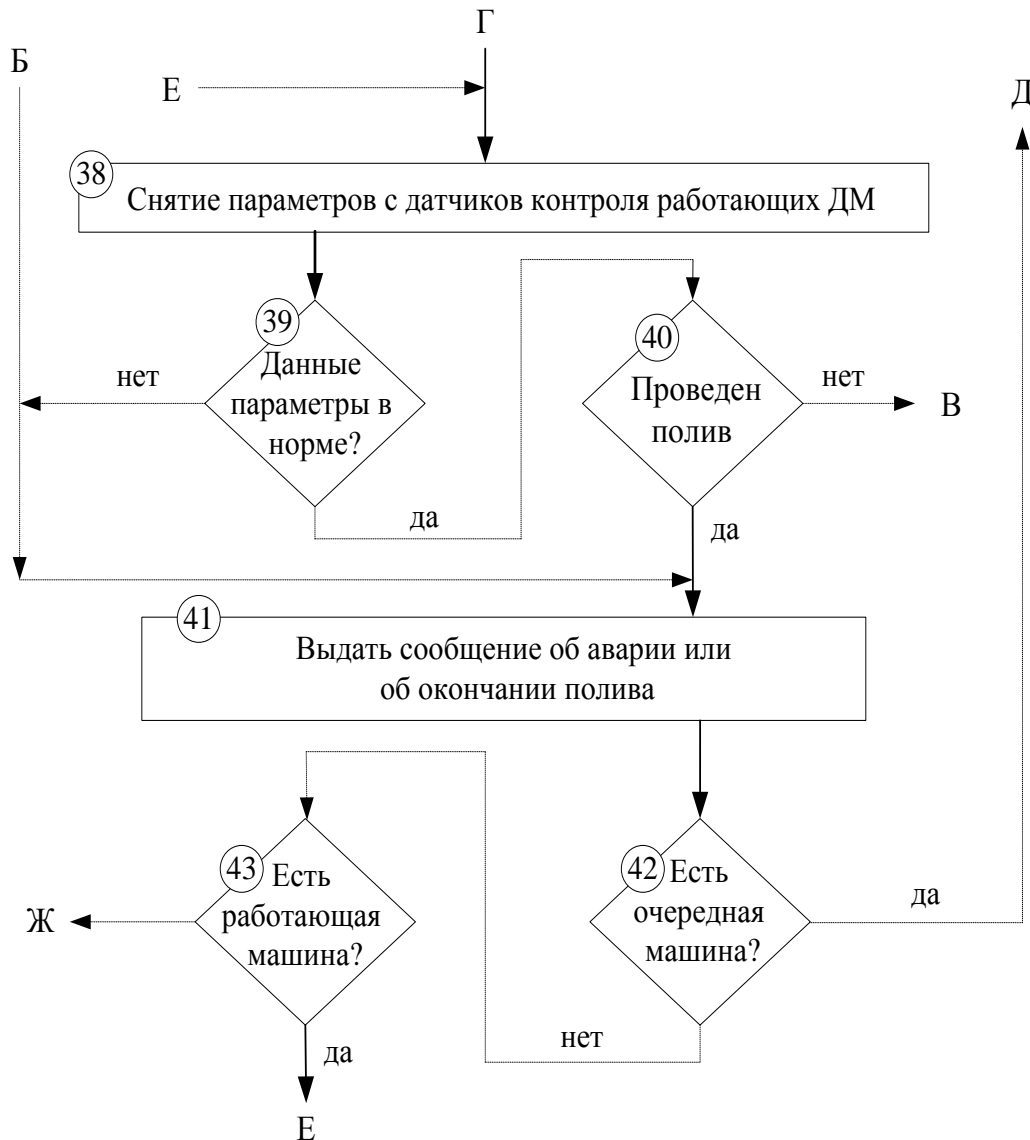 Г
Б
Е
Д
38
Снятие параметров с датчиков контроля работающих ДМ
39
Данные
параметры в
норме?
нет
да
40
Проведен
полив
нет
В
да
41
Выдать сообщение об аварии или
об окончании полива
42
Есть
очередная
машина?
да
нет
43
Есть
работающая
машина?
Ж
да
Е